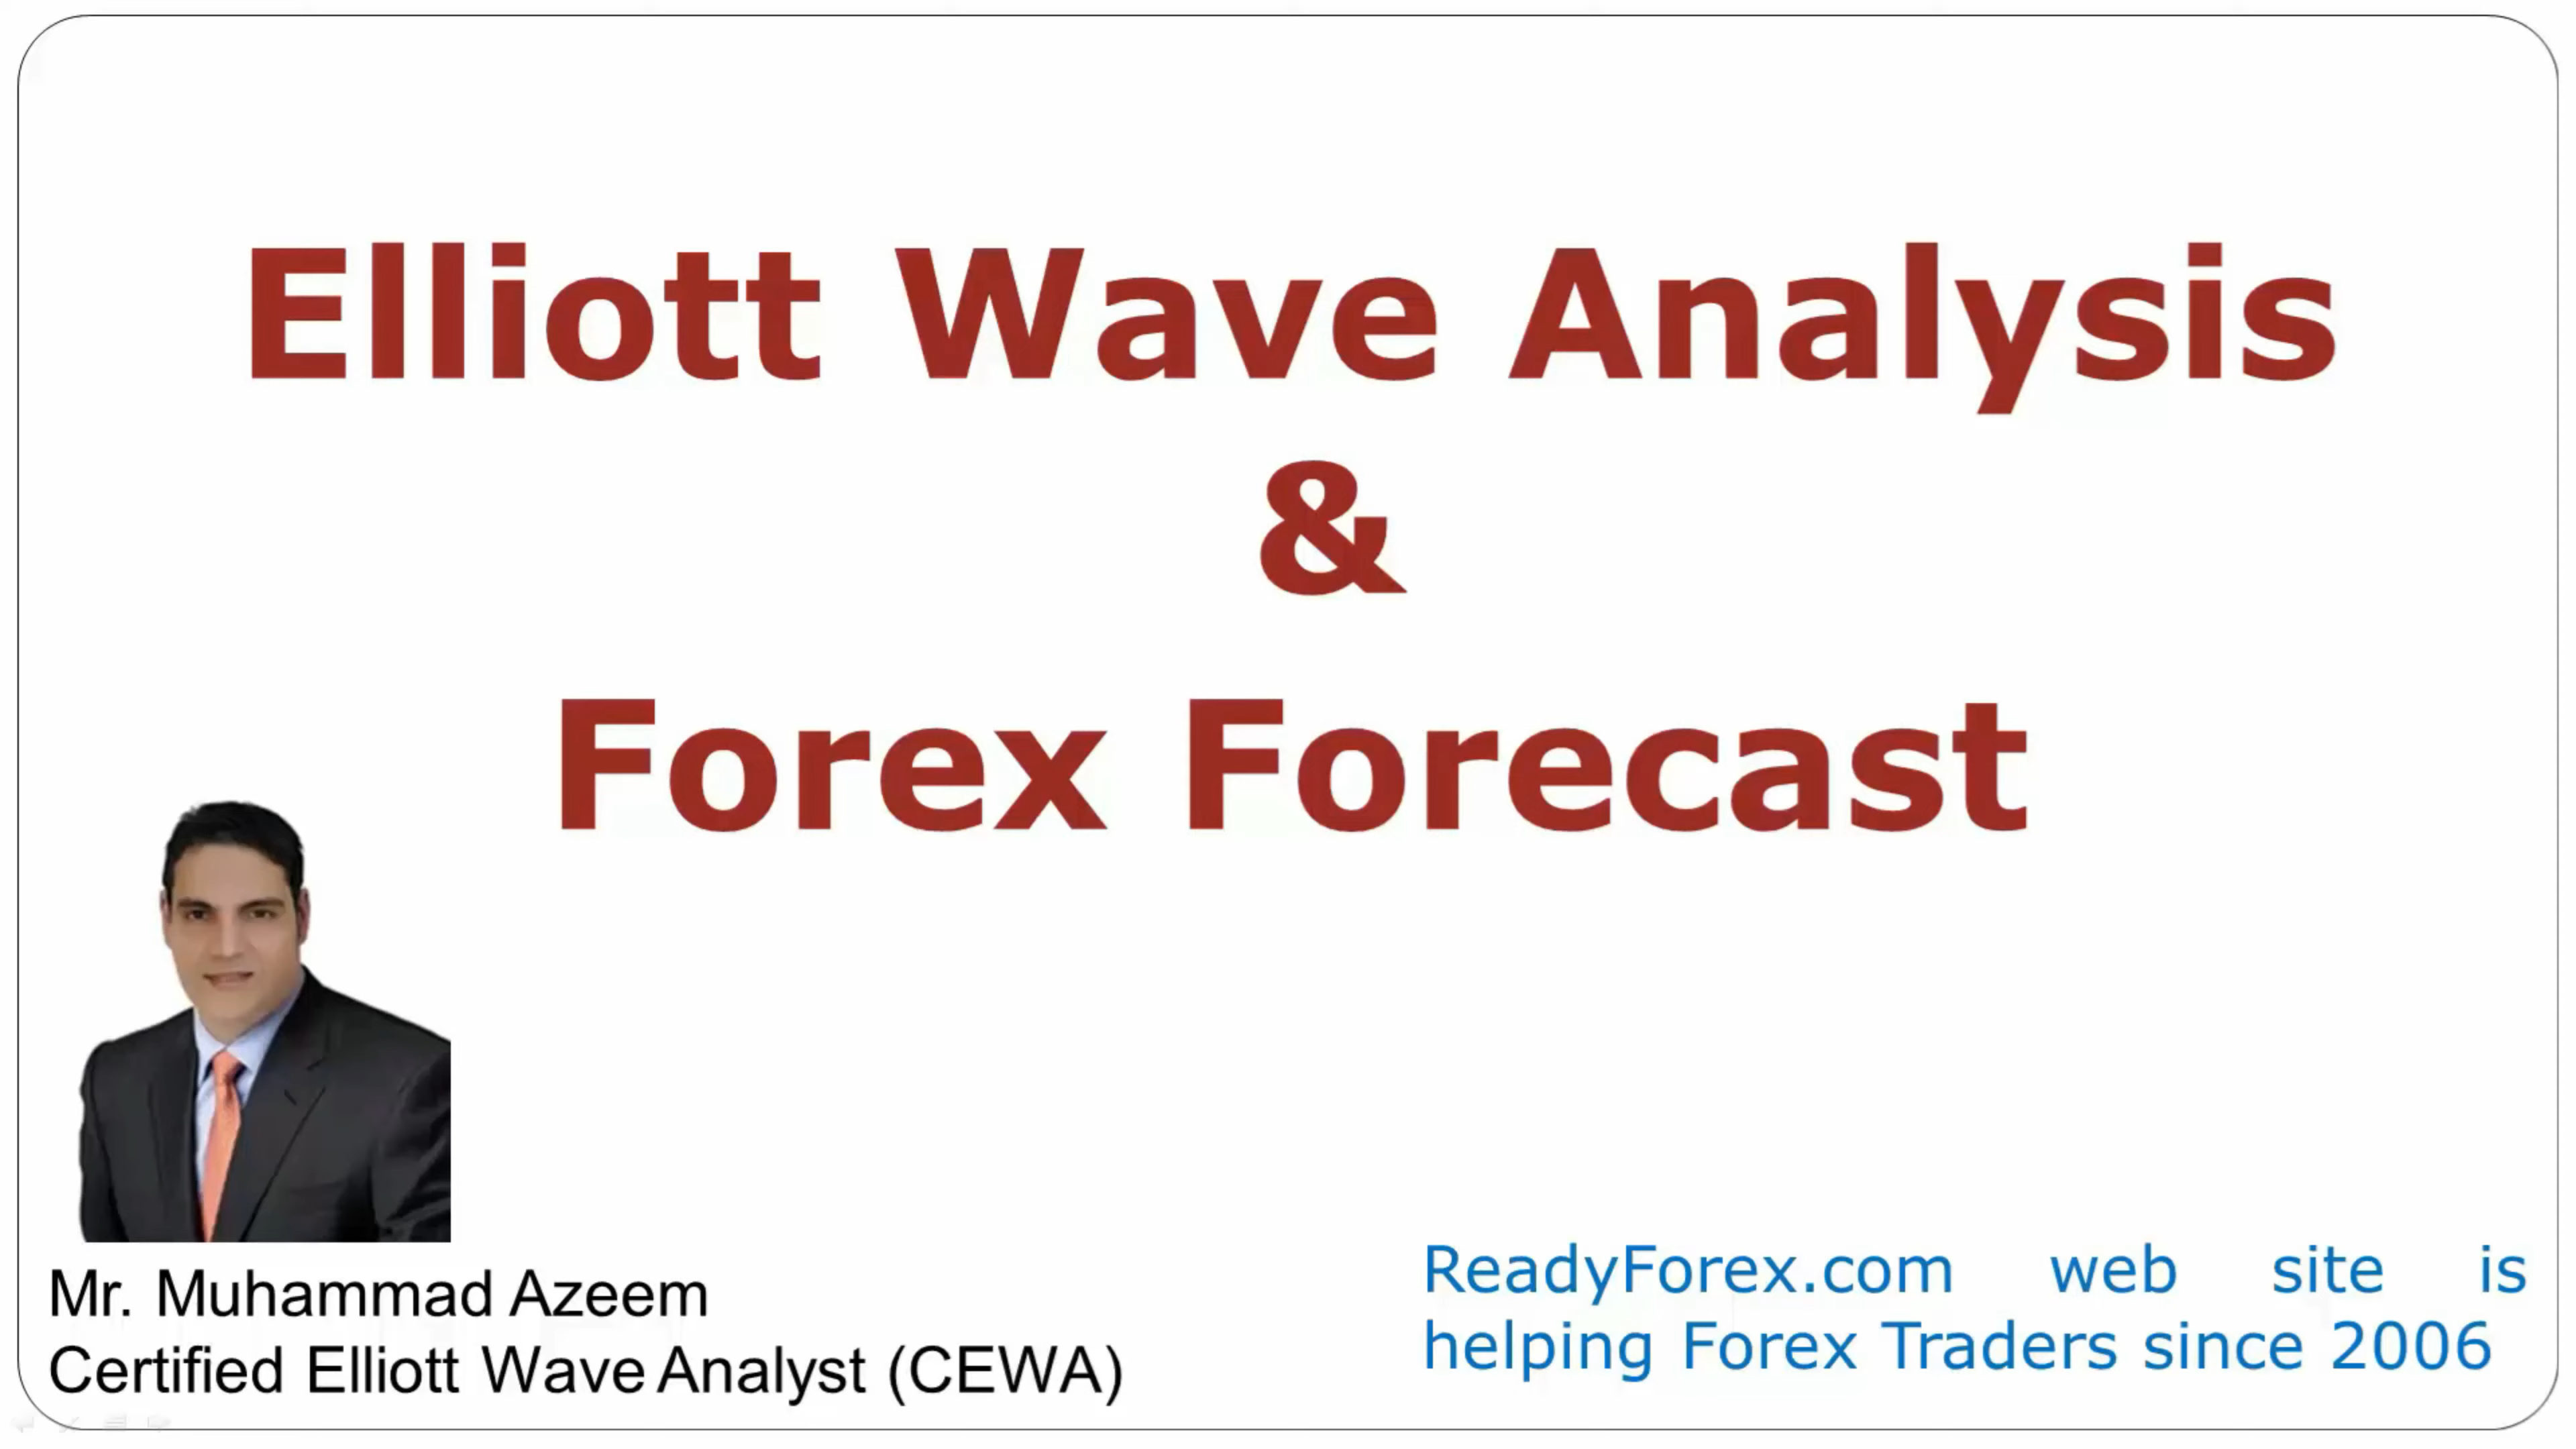 Elliott Wave Analysis
&
Forex Forecast
Mr. Muhammad Azeem
Certified Elliott Wave Analyst (CEWA)
ReadyForex.com web site is
helping Forex Traders since 2006